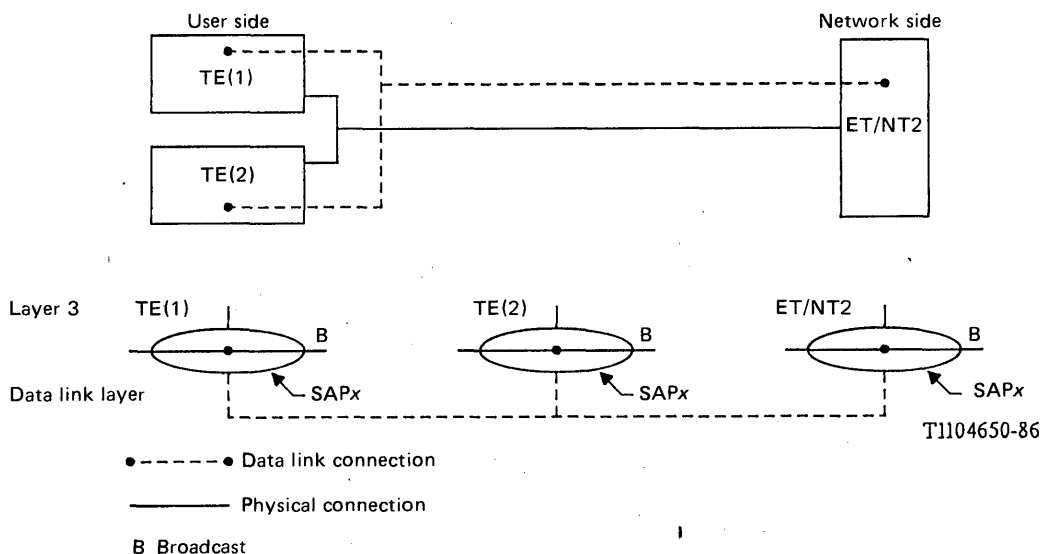 User side
Network side
TE(1)
ET/NT2
TE(2)
Layer 3
TE(1)
TE(2)
ET/NT2
B
B
B
Data link layer
SAPx
SAPx
SAPx
T1104650-86
Data link connection
Physical connection
B Broadcast